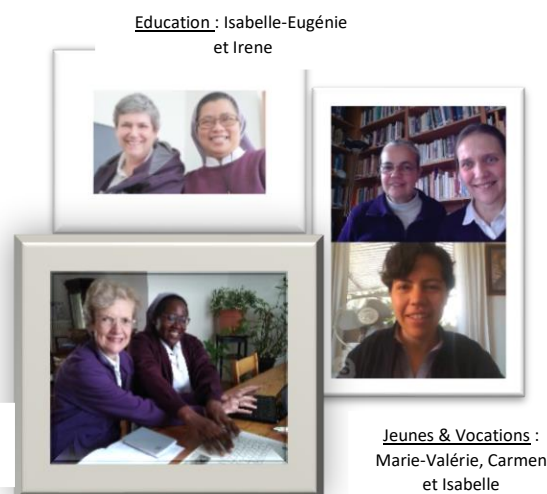 Education : Isabelle-Eugénie
et Irene
Jeunes & Vocations :
Marie-Valérie, Carmen
et Isabelle